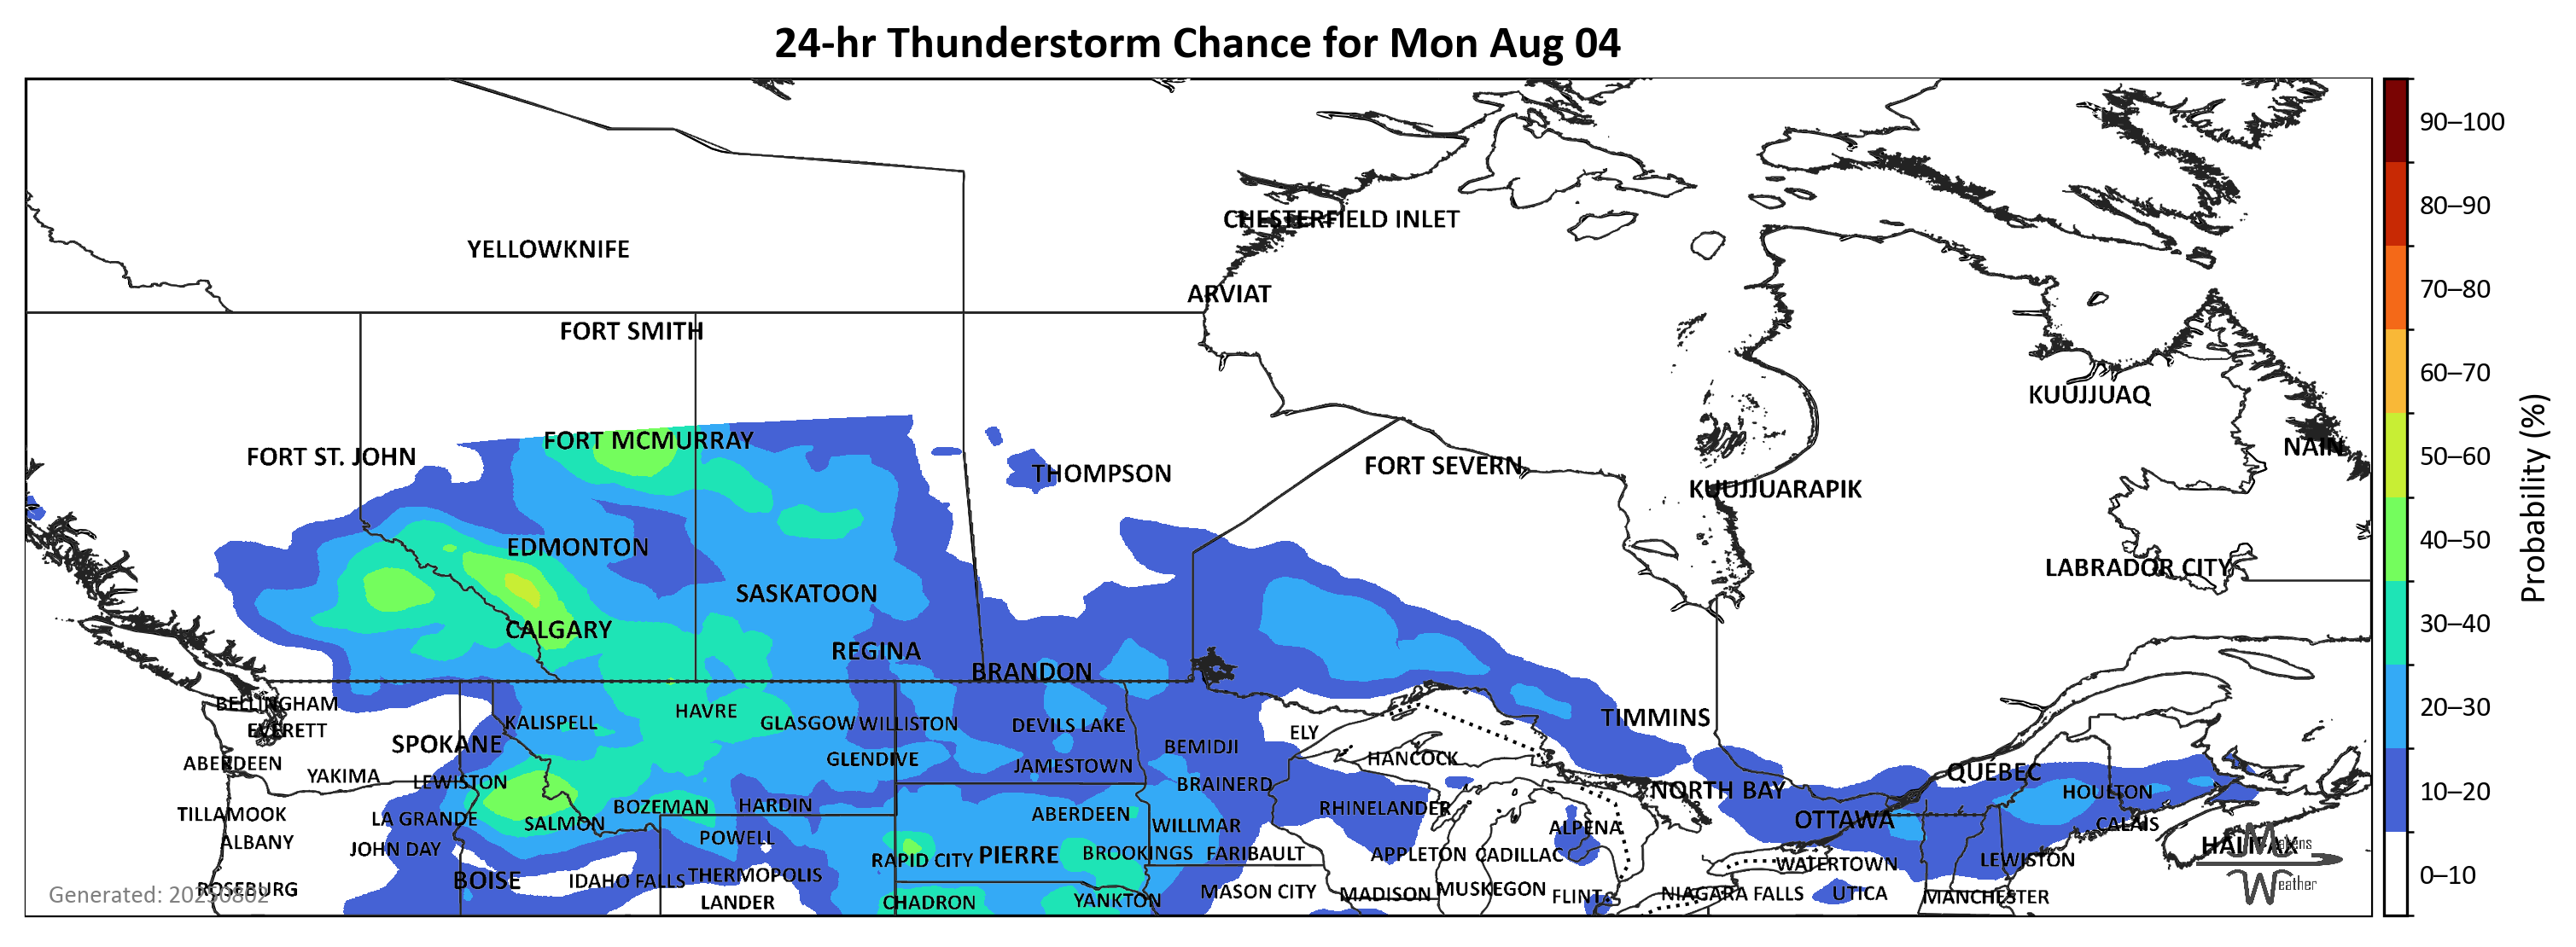 24-hr Thunderstorm Chance for Mon Aug 04
90–100
80–90
70–80
60–70
50–60
40–50
30–40
20–30
10–20
0–10
Probability (%)
CHESTERFIELD INLET
YELLOWKNIFE
ARVIAT
FORT SMITH
KUUJJUAQ
FORT MCMURRAY
NAIN
FORT ST. JOHN
FORT SEVERN
THOMPSON
KUUJJUARAPIK
EDMONTON
LABRADOR CITY
SASKATOON
CALGARY
REGINA
BRANDON
BELLINGHAM
HAVRE
TIMMINS
KALISPELL
GLASGOW
WILLISTON
DEVILS LAKE
EVERETT
ELY
SPOKANE
BEMIDJI
HANCOCK
GLENDIVE
ABERDEEN
JAMESTOWN
QUÉBEC
YAKIMA
LEWISTON
BRAINERD
NORTH BAY
HOULTON
BOZEMAN
HARDIN
RHINELANDER
TILLAMOOK
ABERDEEN
LA GRANDE
OTTAWA
SALMON
WILLMAR
ALPENA
CALAIS
POWELL
ALBANY
HALIFAX
Makens
Weather
JOHN DAY
RAPID CITY
PIERRE
BROOKINGS
FARIBAULT
APPLETON
CADILLAC
LEWISTON
WATERTOWN
THERMOPOLIS
BOISE
IDAHO FALLS
ROSEBURG
MASON CITY
MADISON
MUSKEGON
NIAGARA FALLS
UTICA
FLINT
MANCHESTER
LANDER
CHADRON
YANKTON
Generated: 20250802